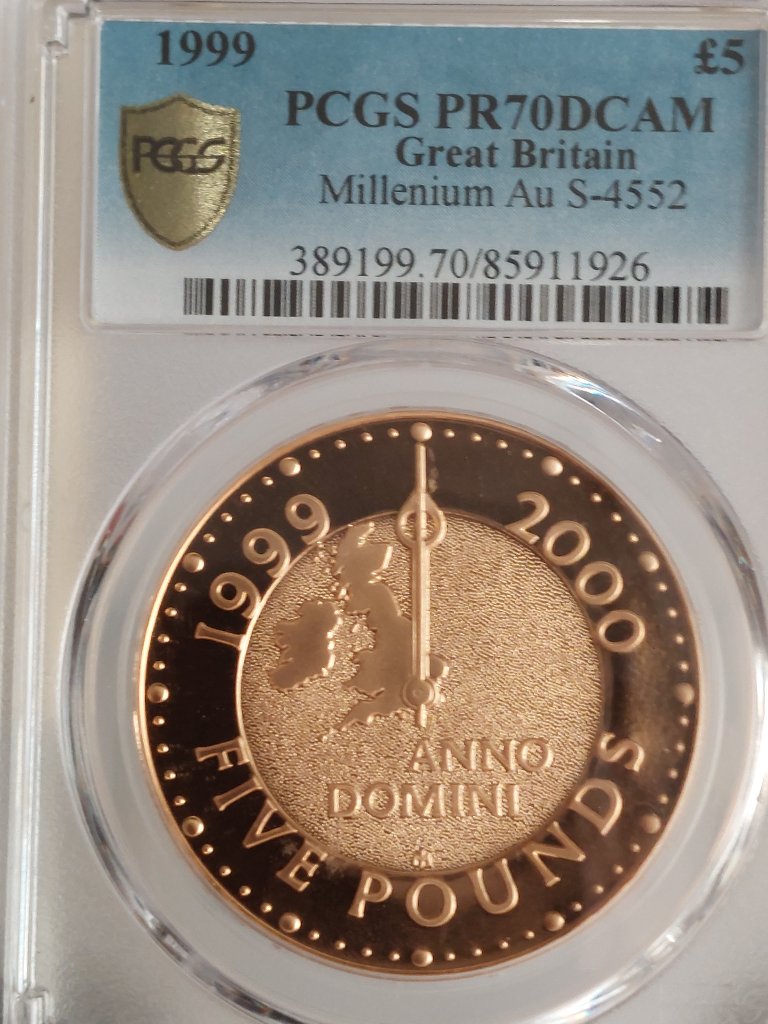 1999 £5
PCGS PR70DCAM
PCGS
Great Britain
Millenium Au S-4552
389199.70/85911926
1999 2000
ANNO
DOMINI
FIVE POUNDS